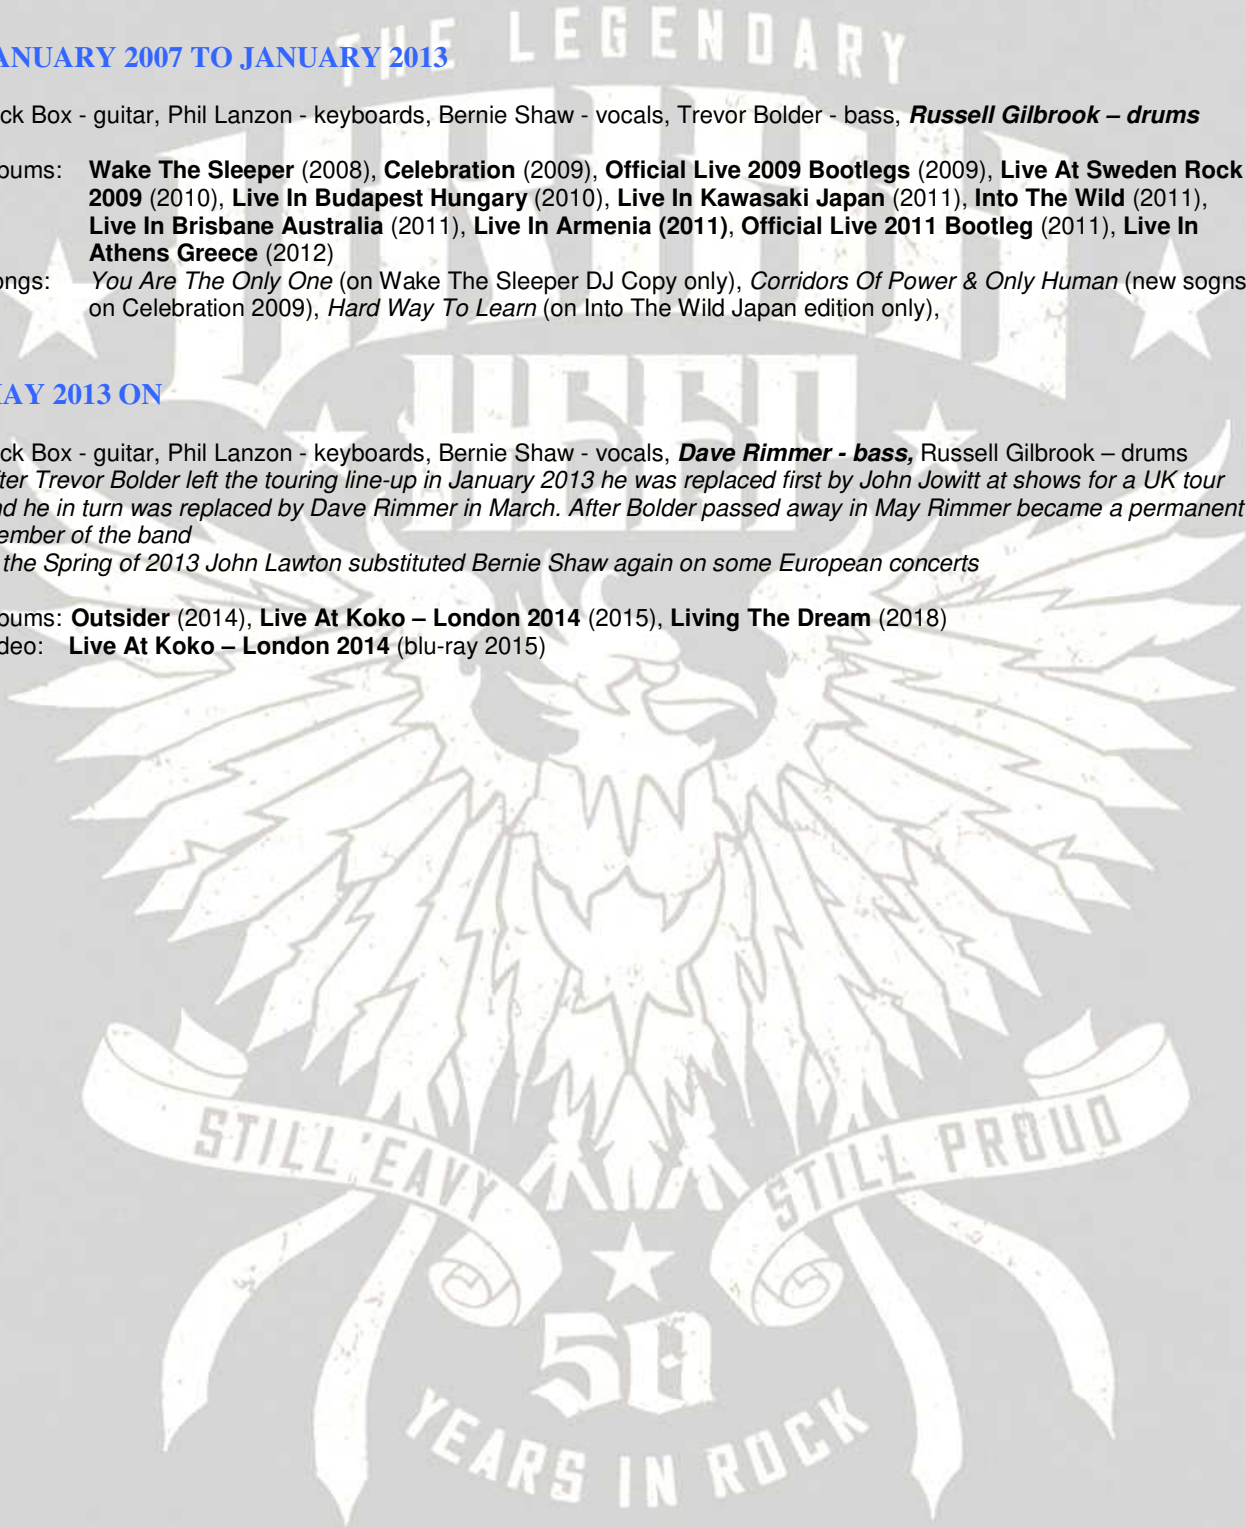 THE LEGENDARY
URIAH
HEEP
ANUARY 2007 TO JANUARY 2013
ck Box - guitar, Phil Lanzon - keyboards, Bernie Shaw - vocals, Trevor Bolder - bass, Russell Gilbrook – drums
bums: Wake The Sleeper (2008), Celebration (2009), Official Live 2009 Bootlegs (2009), Live At Sweden Rock
2009 (2010), Live In Budapest Hungary (2010), Live In Kawasaki Japan (2011), Into The Wild (2011),
Live In Brisbane Australia (2011), Live In Armenia (2011), Official Live 2011 Bootleg (2011), Live In
Athens Greece (2012)
ongs: You Are The Only One (on Wake The Sleeper DJ Copy only), Corridors Of Power & Only Human (new sogns
on Celebration 2009), Hard Way To Learn (on Into The Wild Japan edition only),
AY 2013 ON
ck Box - guitar, Phil Lanzon - keyboards, Bernie Shaw - vocals, Dave Rimmer - bass, Russell Gilbrook – drums
ter Trevor Bolder left the touring line-up in January 2013 he was replaced first by John Jowitt at shows for a UK tour
nd he in turn was replaced by Dave Rimmer in March. After Bolder passed away in May Rimmer became a permanent
ember of the band
the Spring of 2013 John Lawton substituted Bernie Shaw again on some European concerts
bums: Outsider (2014), Live At Koko – London 2014 (2015), Living The Dream (2018)
deo: Live At Koko – London 2014 (blu-ray 2015)
STILL 'EAVY
STILL PROUD
50
YEARS IN ROCK